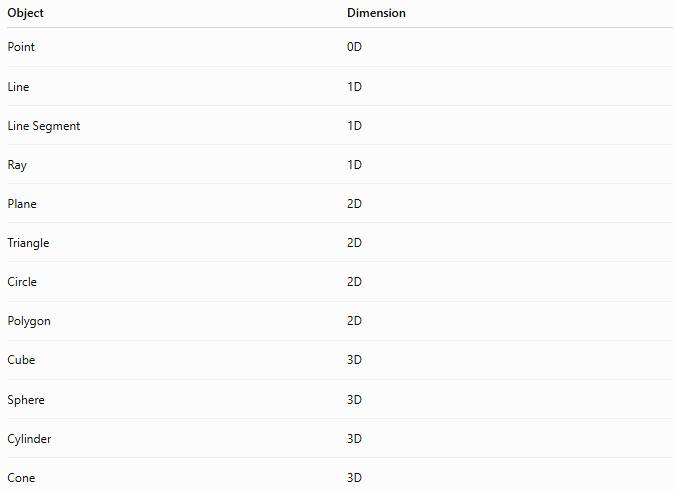 Object Dimension
Point 0D
Line 1D
Line Segment 1D
Ray 1D
Plane 2D
Triangle 2D
Circle 2D
Polygon 2D
Cube 3D
Sphere 3D
Cylinder 3D
Cone 3D